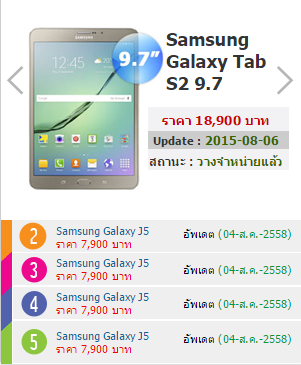 9.7"
Samsung
Galaxy Tab
S2 9.7
ราคา 18,900 บาท
Update : 2015-08-06
สถานะ : วางจำหน่ายแล้ว
2 Samsung Galaxy J5 อัพเดต (04-ส.ค.-2558)
ราคา 7,900 บาท
3 Samsung Galaxy J5 อัพเดต (04-ส.ค.-2558)
ราคา 7,900 บาท
4 Samsung Galaxy J5 อัพเดต (04-ส.ค.-2558)
ราคา 7,900 บาท
5 Samsung Galaxy J5 อัพเดต (04-ส.ค.-2558)
ราคา 7,900 บาท